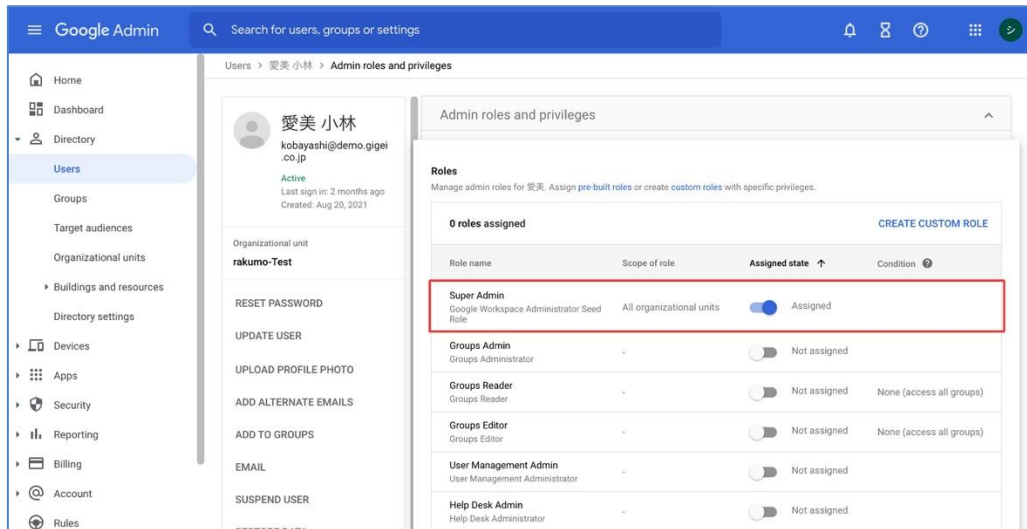 Google Admin
Search for users, groups or settings
シ
Users > 愛美 小林 > Admin roles and privileges
Home
Dashboard
Directory
Users
Groups
Target audiences
Organizational units
Buildings and resources
Directory settings
Devices
Apps
Security
Reporting
Billing
Account
Rules
愛美 小林
kobayashi@demo.gigei
.co.jp
Active
Last sign in: 2 months ago
Created: Aug 20, 2021
Organizational unit
rakumo-Test
RESET PASSWORD
UPDATE USER
UPLOAD PROFILE PHOTO
ADD ALTERNATE EMAILS
ADD TO GROUPS
EMAIL
SUSPEND USER
Admin roles and privileges
Roles
Manage admin roles for 愛美. Assign pre-built roles or create custom roles with specific privileges.
0 roles assigned CREATE CUSTOM ROLE
Role name Scope of role Assigned state Condition
Super Admin
Google Workspace Administrator Seed
Role
All organizational units Assigned
Groups Admin
Groups Administrator
- Not assigned
Groups Reader
Groups Reader
- Not assigned None (access all groups)
Groups Editor
Groups Editor
- Not assigned None (access all groups)
User Management Admin
User Management Administrator
- Not assigned
Help Desk Admin
Help Desk Administrator
- Not assigned